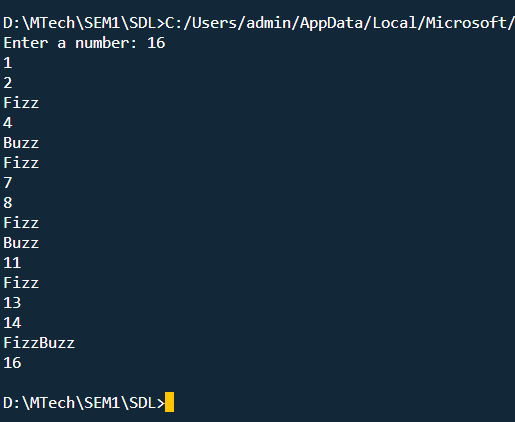 D:\MTech\SEM1\SDL>C:/Users/admin/AppData/Local/Microsoft/
Enter a number: 16
1
2
Fizz
4
Buzz
Fizz
7
8
Fizz
Buzz
11
Fizz
13
14
FizzBuzz
16
D:\MTech\SEM1\SDL>